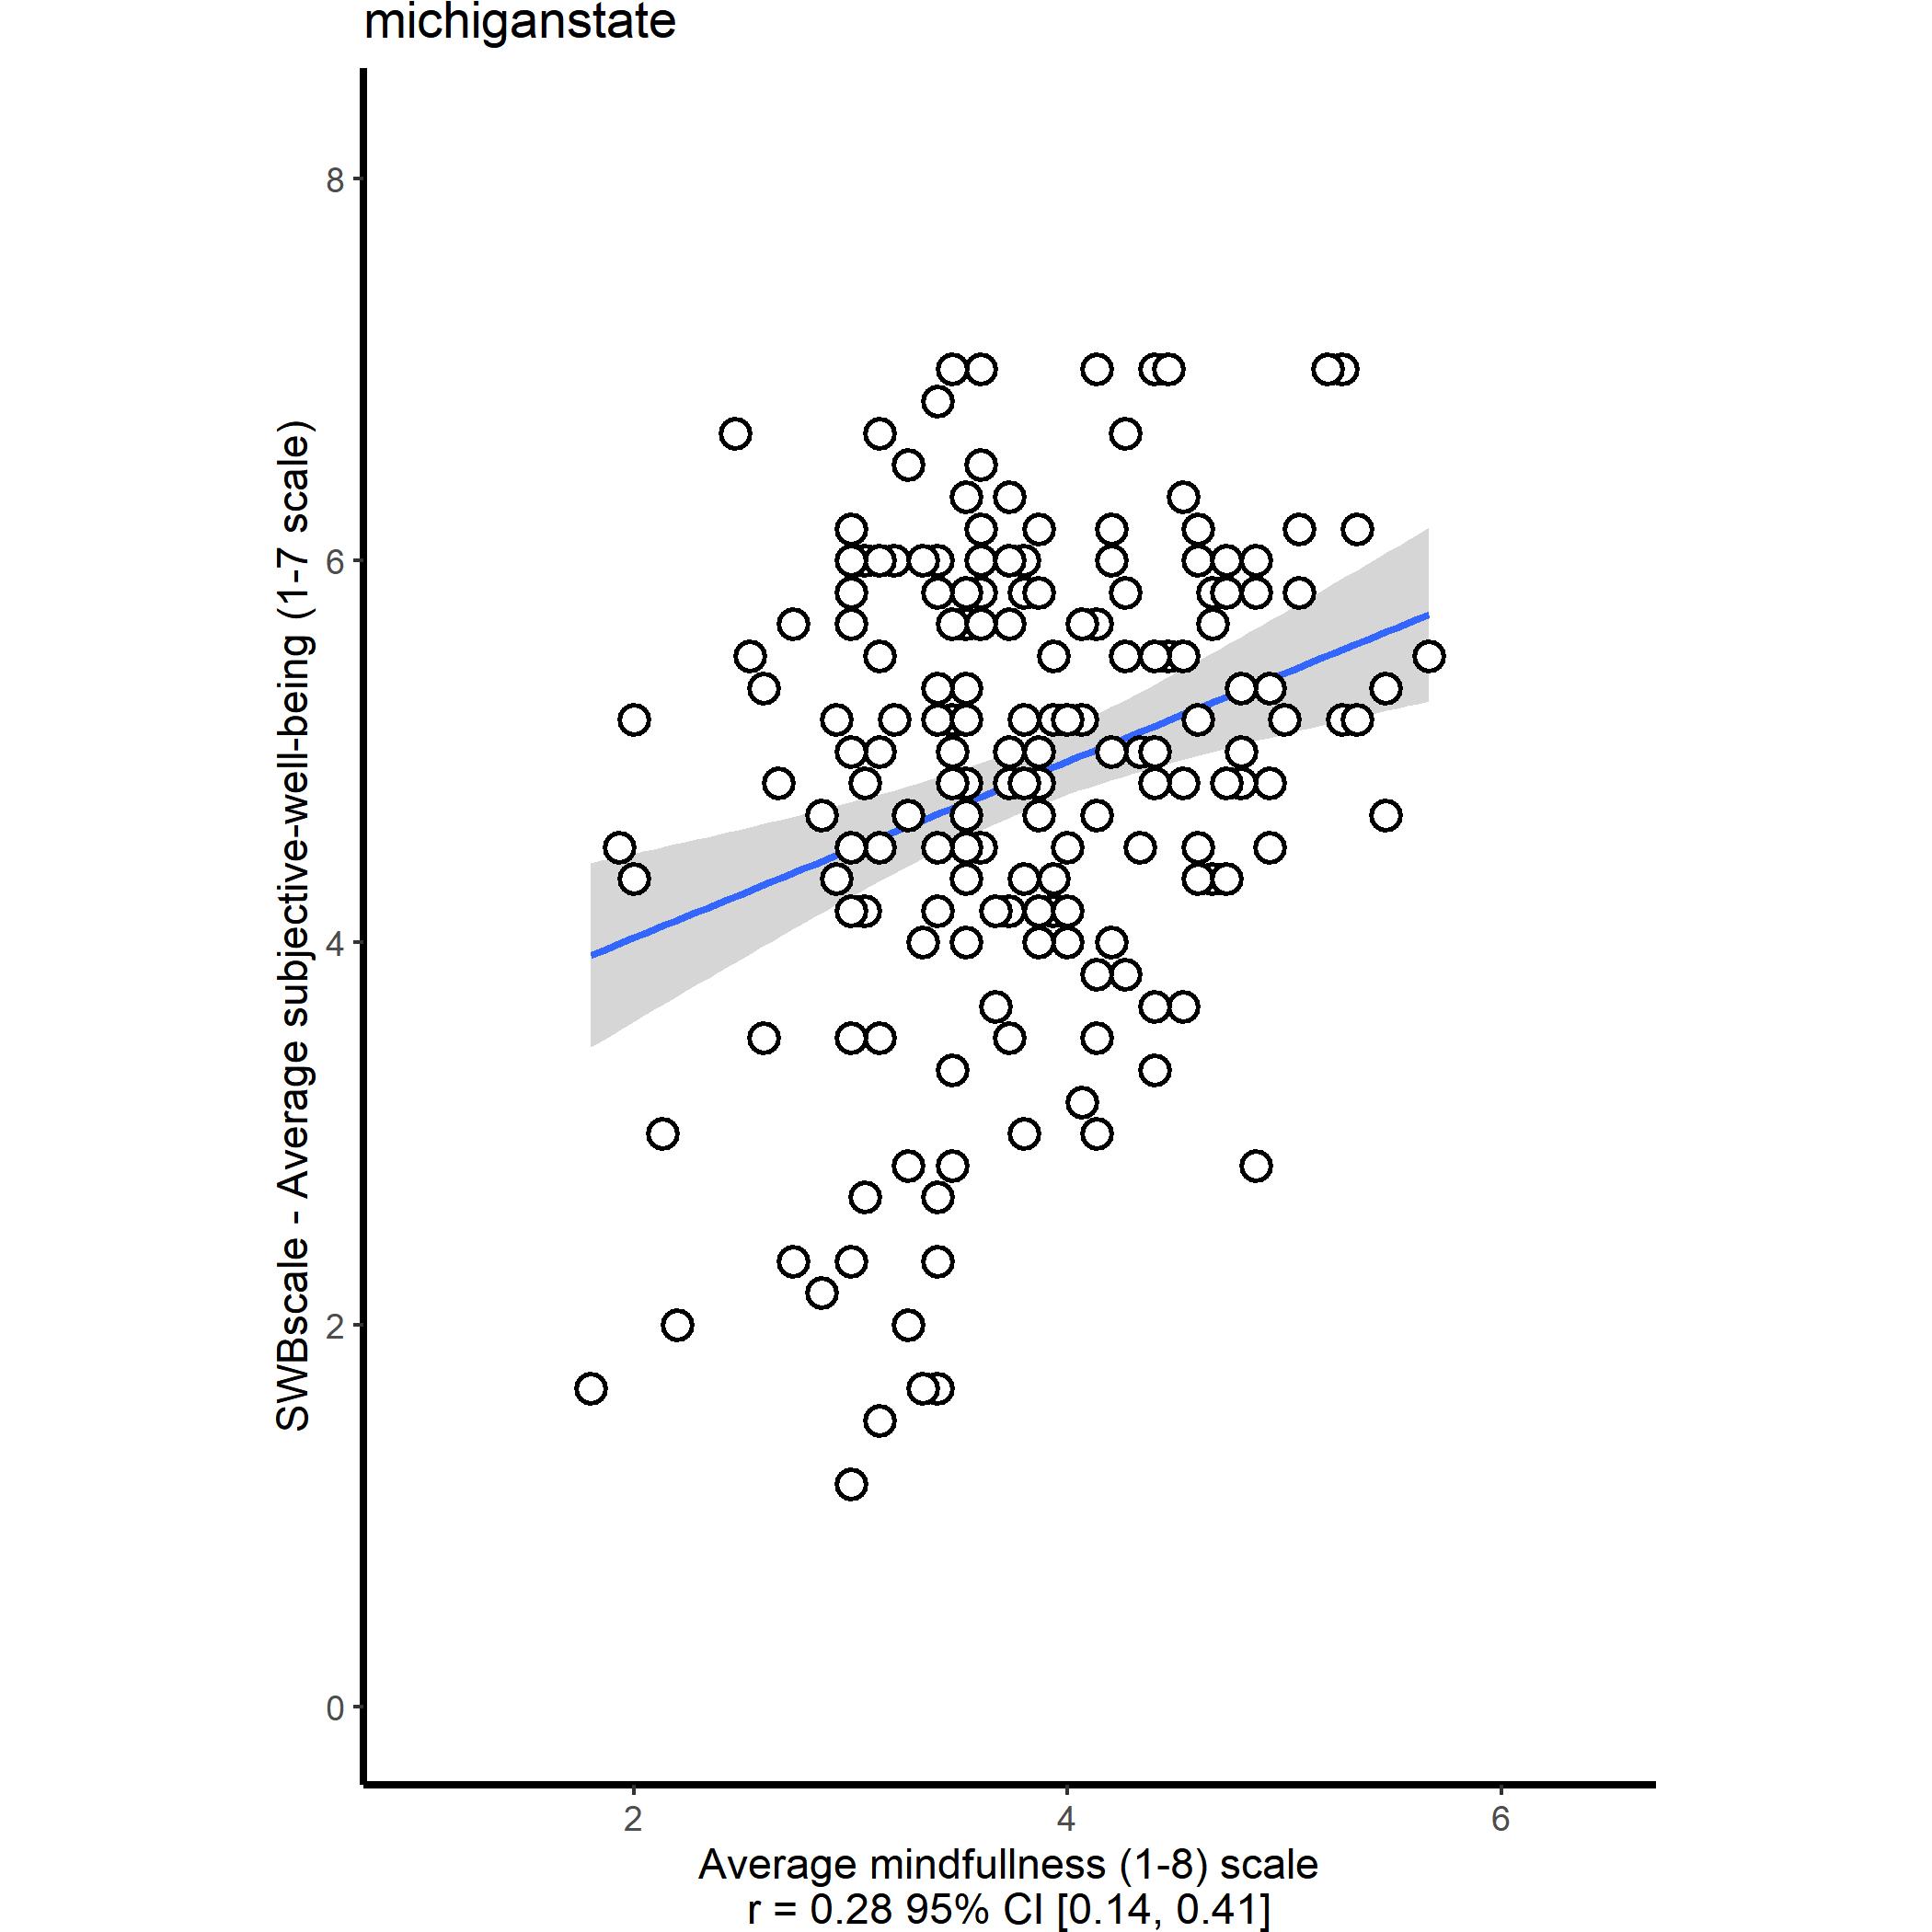 michiganstate
SWBscale - Average subjective-well-being (1-7 scale)
8
6
4
2
0
2
4
6
Average mindfullness (1-8) scale
r = 0.28 95% CI [0.14, 0.41]